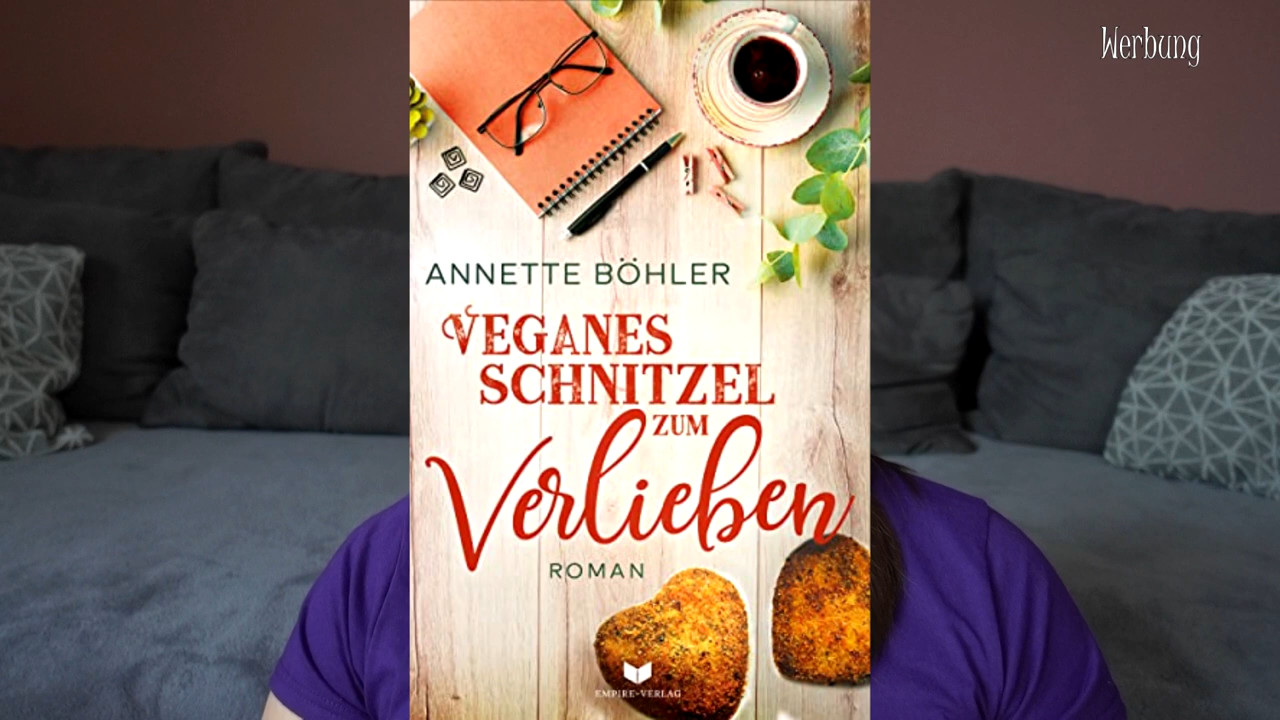 Werbung
ANNETTE BÖHLER
VEGANES
SCHNITZEL
ZUM
Verlieben
ROMAN
EMPIRE-VERLAG